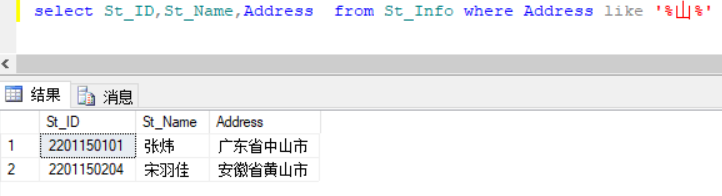 select St_ID,St_Name,Address  from St_Info where Address like '%山%'
结果 消息
St_ID St_Name Address
1 2201150101 张炜 广东省中山市
2 2201150204 宋羽佳 安徽省黄山市